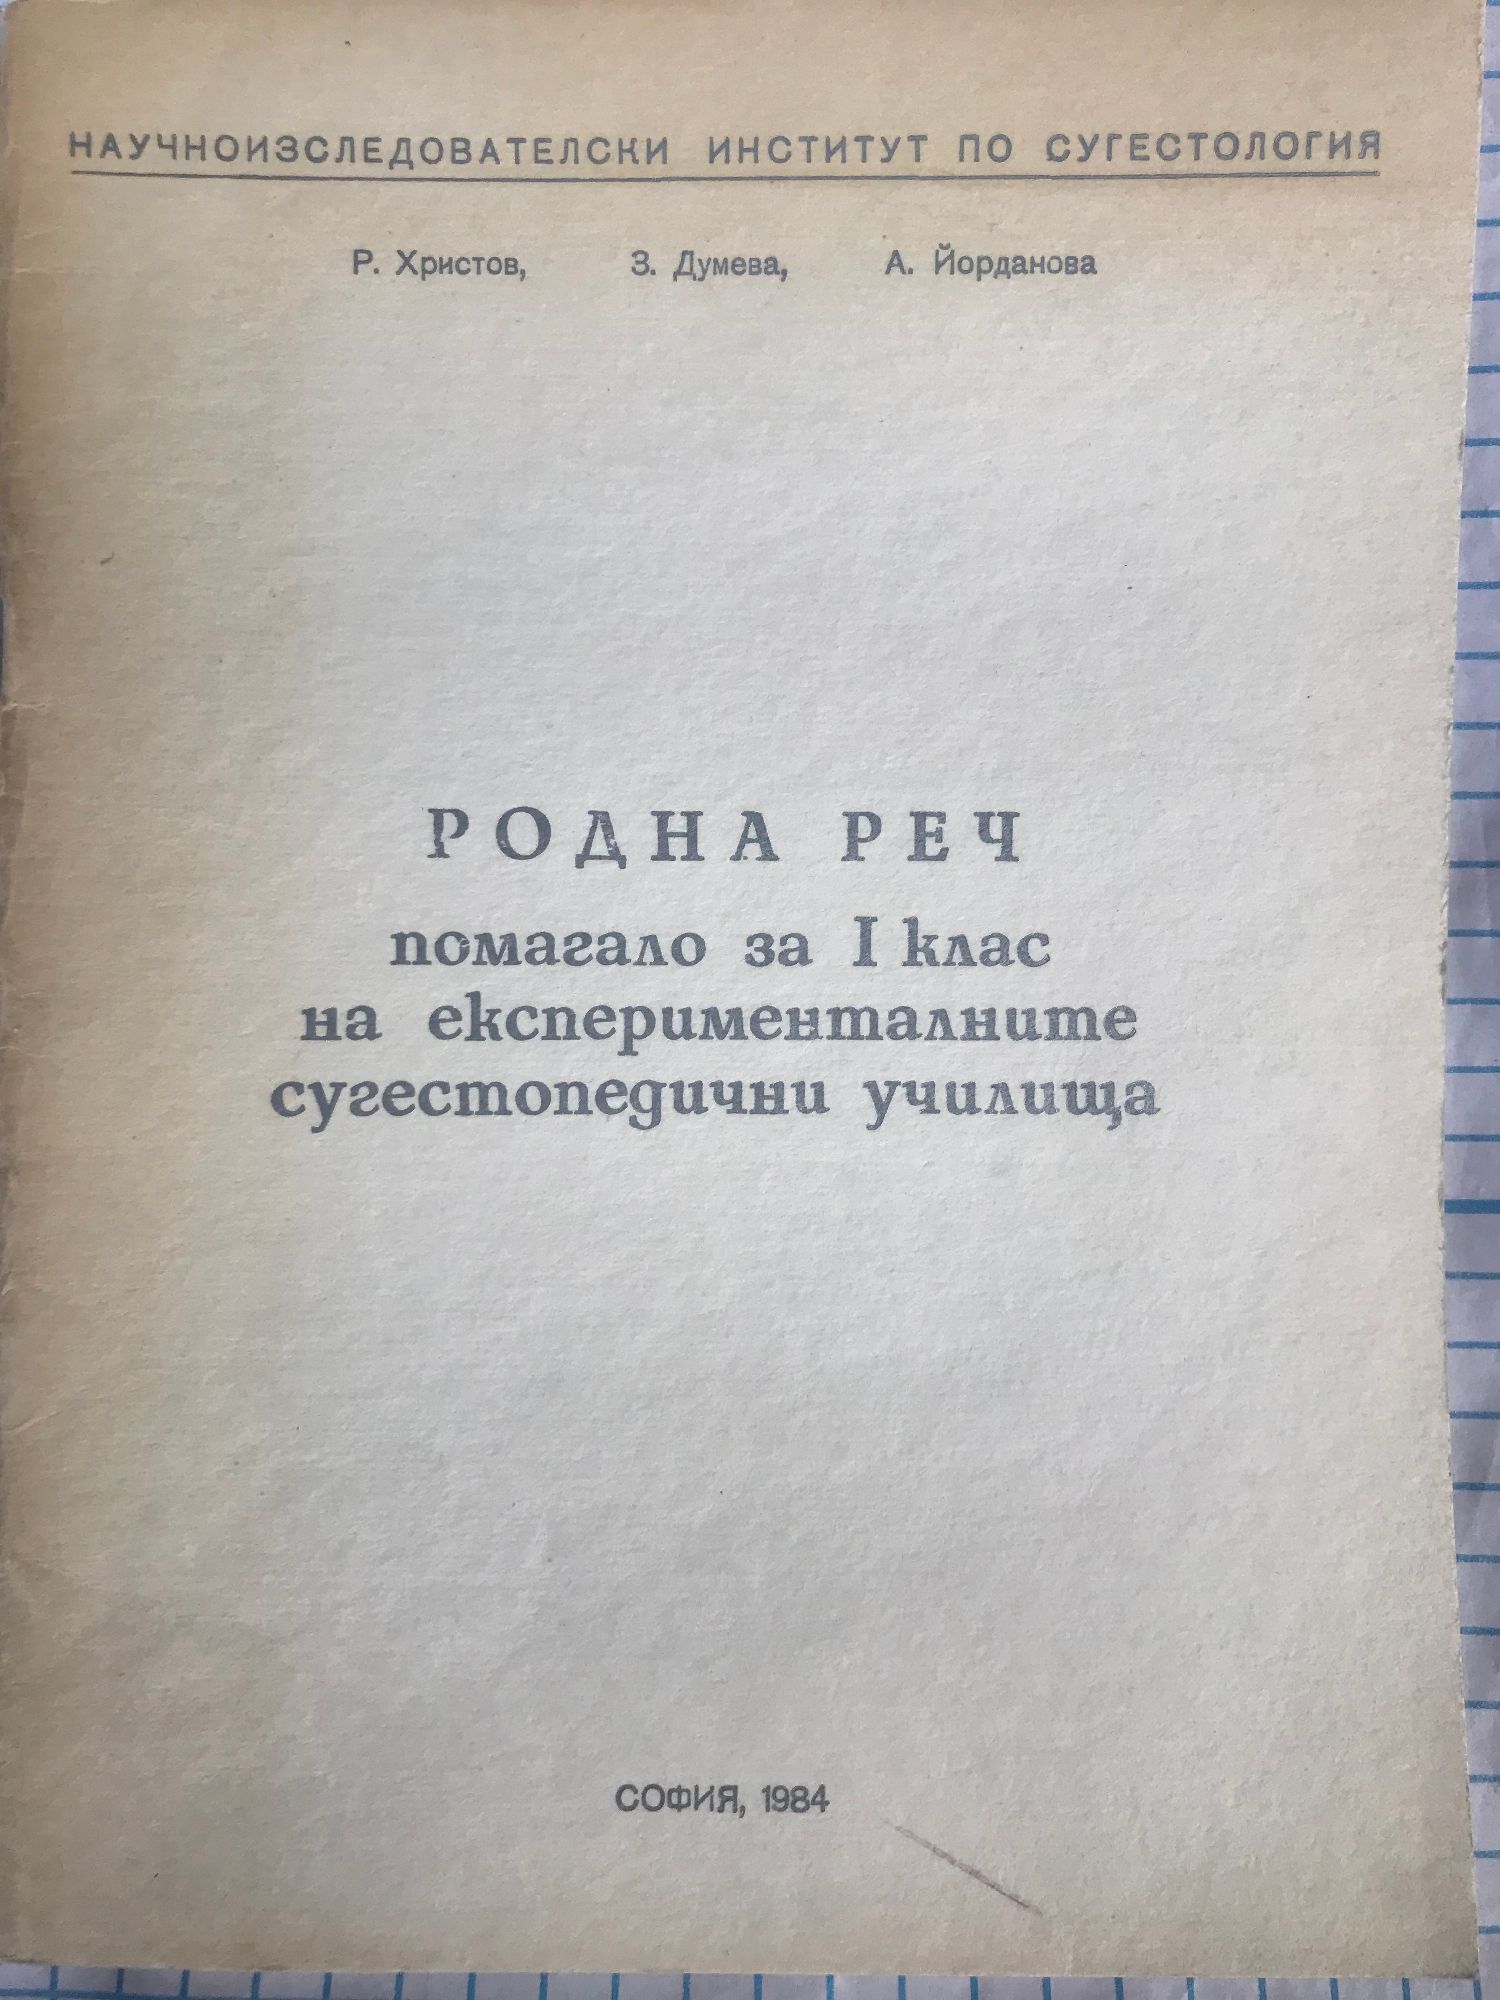 НАУЧНОИЗСЛЕДОВАТЕЛСКИ ИНСТИТУТ ПО СУГЕСТОЛОГИЯ
Р. Христов, З. Думева, А. Йорданова
РОДНА РЕЧ
помагало за I клас
на експерименталните
сугестопедични училища
СОФИЯ, 1984